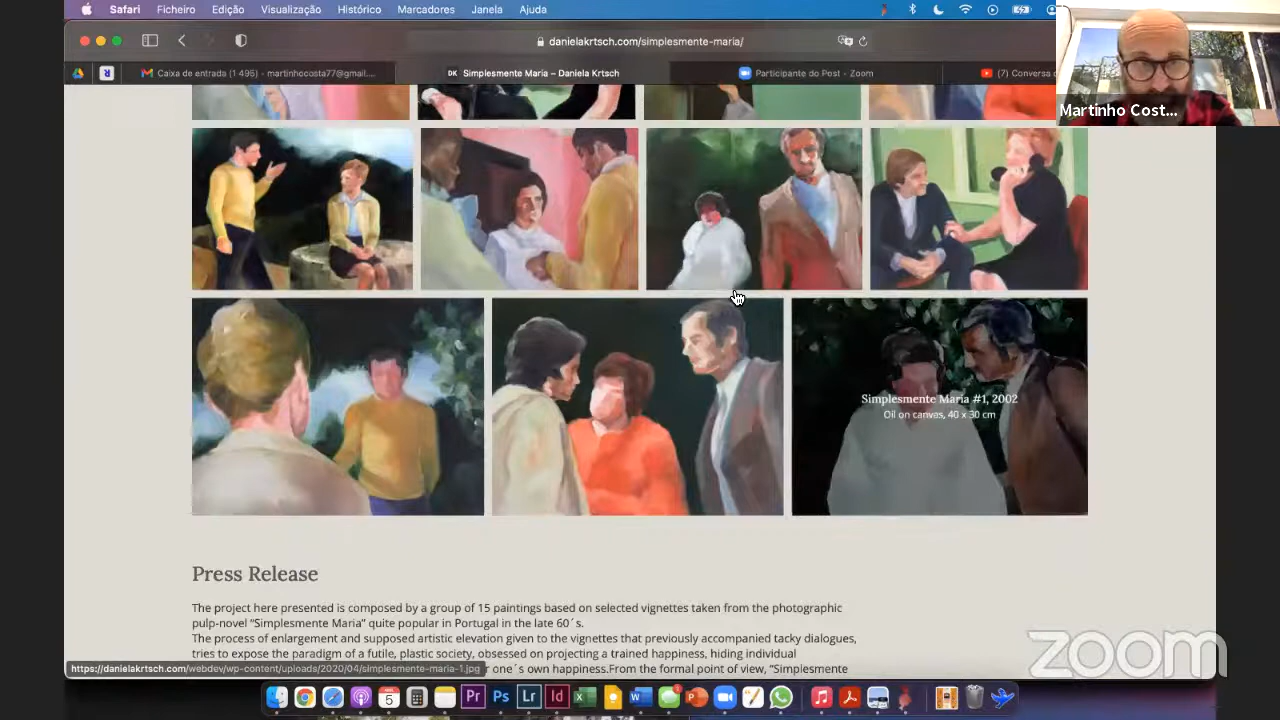 Safari Ficheiro Edição Visualização Histórico Marcadores Janela Ajuda
danielakrtsch.com/simplesmente-maria/
Caixa de entrada (1 495) - martinhocosta77@gmail....
DK Simplesmente Maria – Daniela Krtsch
Participante do Post - Zoom
(7) Conversa
Martinho Cost...
Simplesmente Maria #1, 2002
Oil on canvas, 40 x 30 cm
Press Release
The project here presented is composed by a group of 15 paintings based on selected vignettes taken from the photographic
pulp-novel “Simplesmente Maria” quite popular in Portugal in the late 60´s.
The process of enlargement and supposed artistic elevation given to the vignettes that previously accompanied tacky dialogues,
tries to expose the paradigm of a futile, plastic society, obsessed on projecting a trained happiness, hiding individual
https://danielakrtsch.com/webdev/wp-content/uploads/2020/04/simplesmente-maria-1.jpg
one´s own happiness.From the formal point of view, “Simplesmente
zoom
5
Pr Ps Lr Id